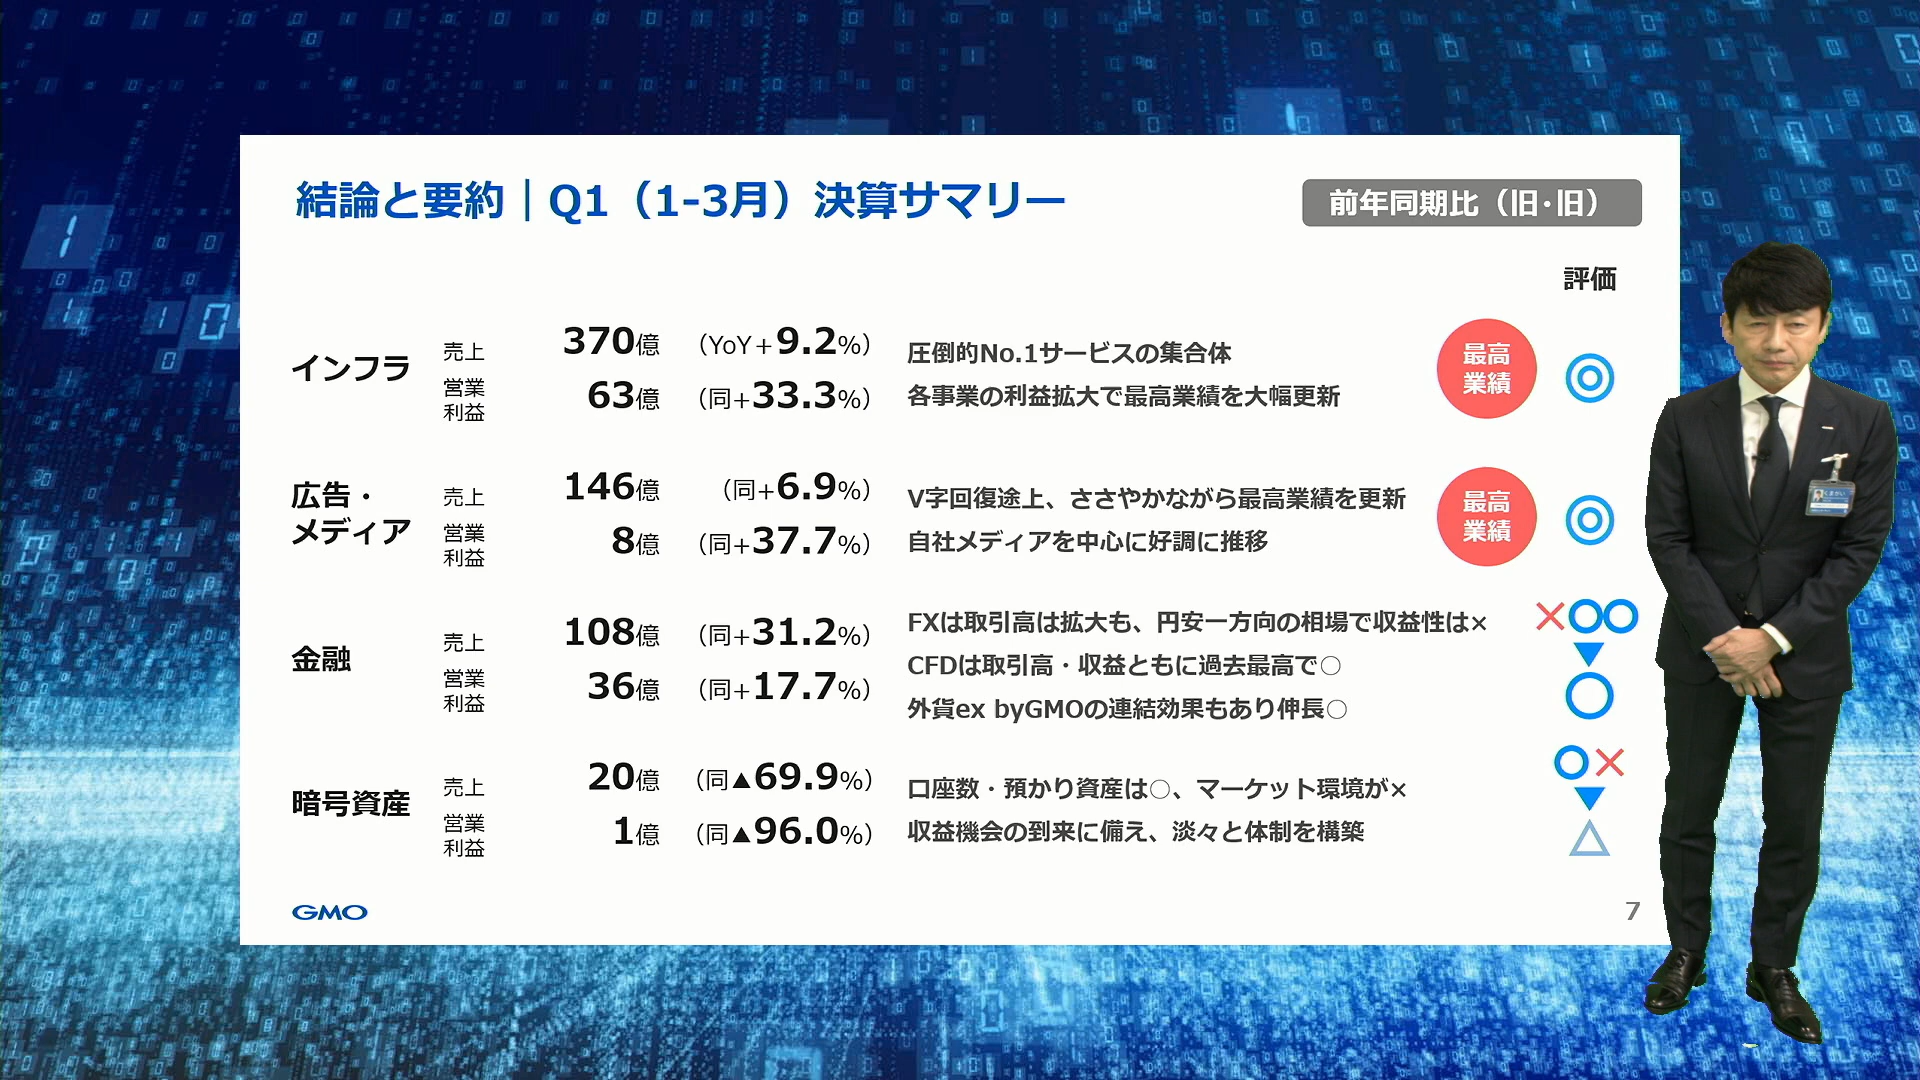 結論と要約｜Q1（1-3月）決算サマリー
前年同期比（旧･旧）
評価
インフラ
売上 370億 （YoY＋9.2%）
営業利益 63億 （同+33.3%）
圧倒的No.1サービスの集合体
各事業の利益拡大で最高業績を大幅更新
最高
業績
◎
広告・
メディア
売上 146億 （同+6.9%）
営業利益 8億 （同+37.7%）
V字回復途上、ささやかながら最高業績を更新
自社メディアを中心に好調に推移
最高
業績
◎
金融
売上 108億 （同+31.2%）
営業利益 36億 （同+17.7%）
FXは取引高は拡大も、円安一方向の相場で収益性は×
CFDは取引高・収益ともに過去最高で○
外貨ex byGMOの連結効果もあり伸長○
×○○
▼
○
暗号資産
売上 20億 （同▲69.9%）
営業利益 1億 （同▲96.0%）
口座数・預かり資産は○、マーケット環境が×
収益機会の到来に備え、淡々と体制を構築
○×
▼
△
GMO
7